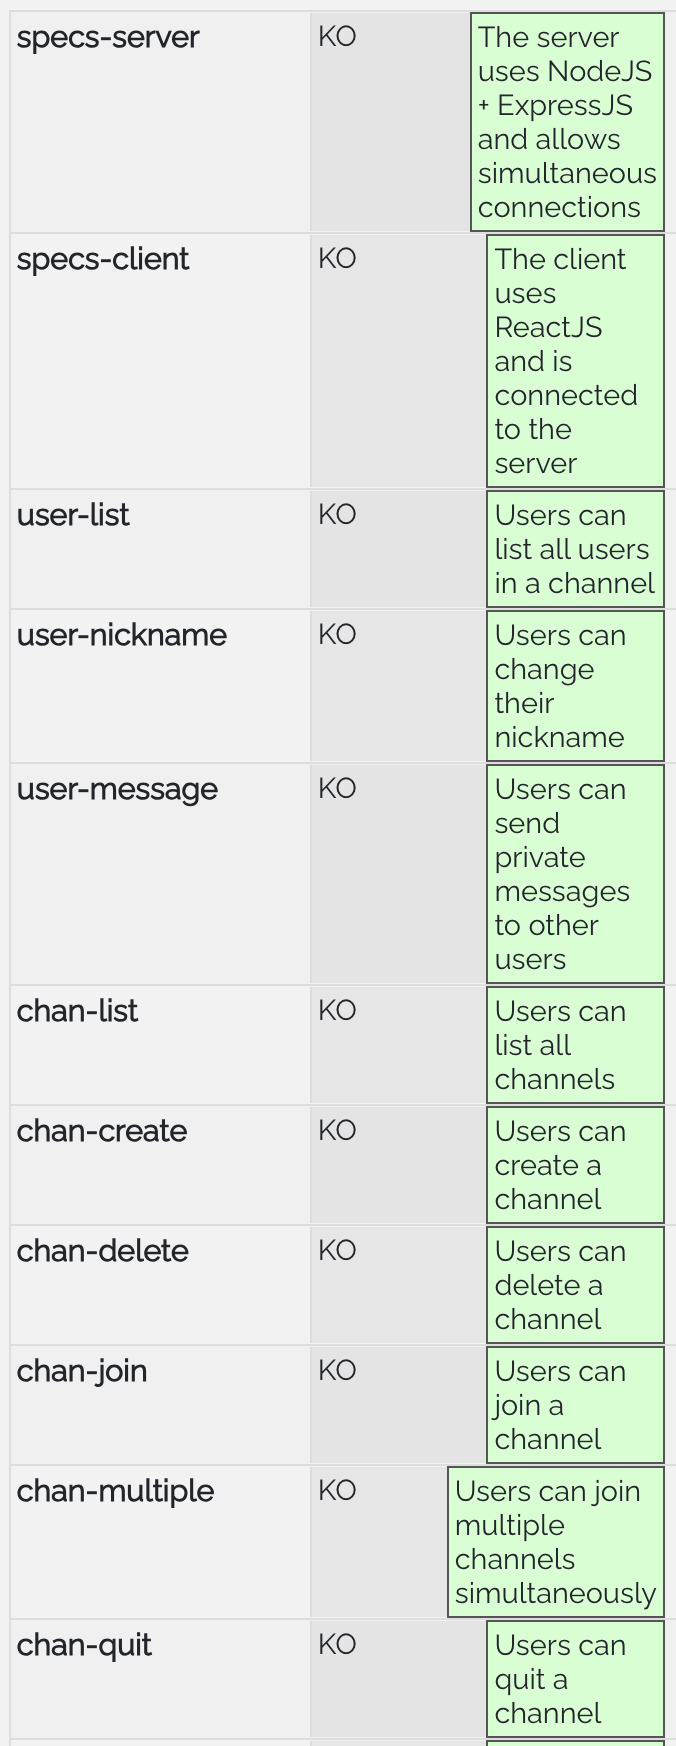 specs-server KO The server
uses NodeJS
+ ExpressJS
and allows
simultaneous
connections
specs-client KO The client
uses
ReactJS
and is
connected
to the
server
user-list KO Users can
list all users
in a channel
user-nickname KO Users can
change
their
nickname
user-message KO Users can
send
private
messages
to other
users
chan-list KO Users can
list all
channels
chan-create KO Users can
create a
channel
chan-delete KO Users can
delete a
channel
chan-join KO Users can
join a
channel
chan-multiple KO Users can join
multiple
channels
simultaneously
chan-quit KO Users can
quit a
channel